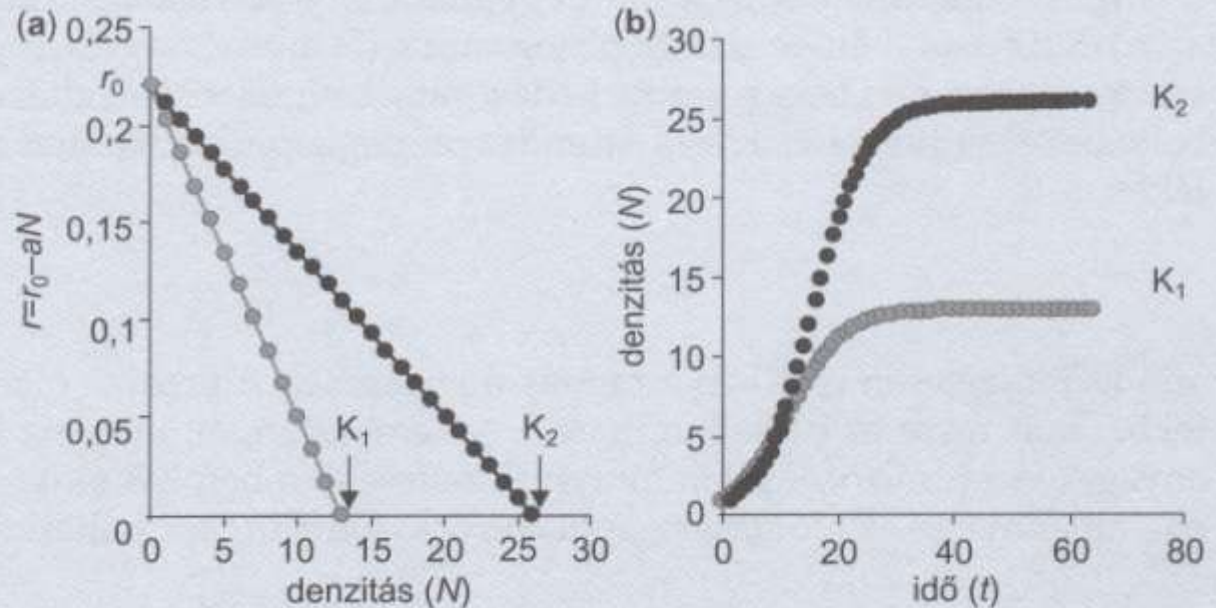 (a)
0,25
r₀
0,2
0,15
0,1
0,05
0
r=r₀–aN
K₁
K₂
0 5 10 15 20 25 30
denzitás (N)
(b)
30
25
20
15
10
5
0
denzitás (N)
K₂
K₁
0 20 40 60 80
idő (t)